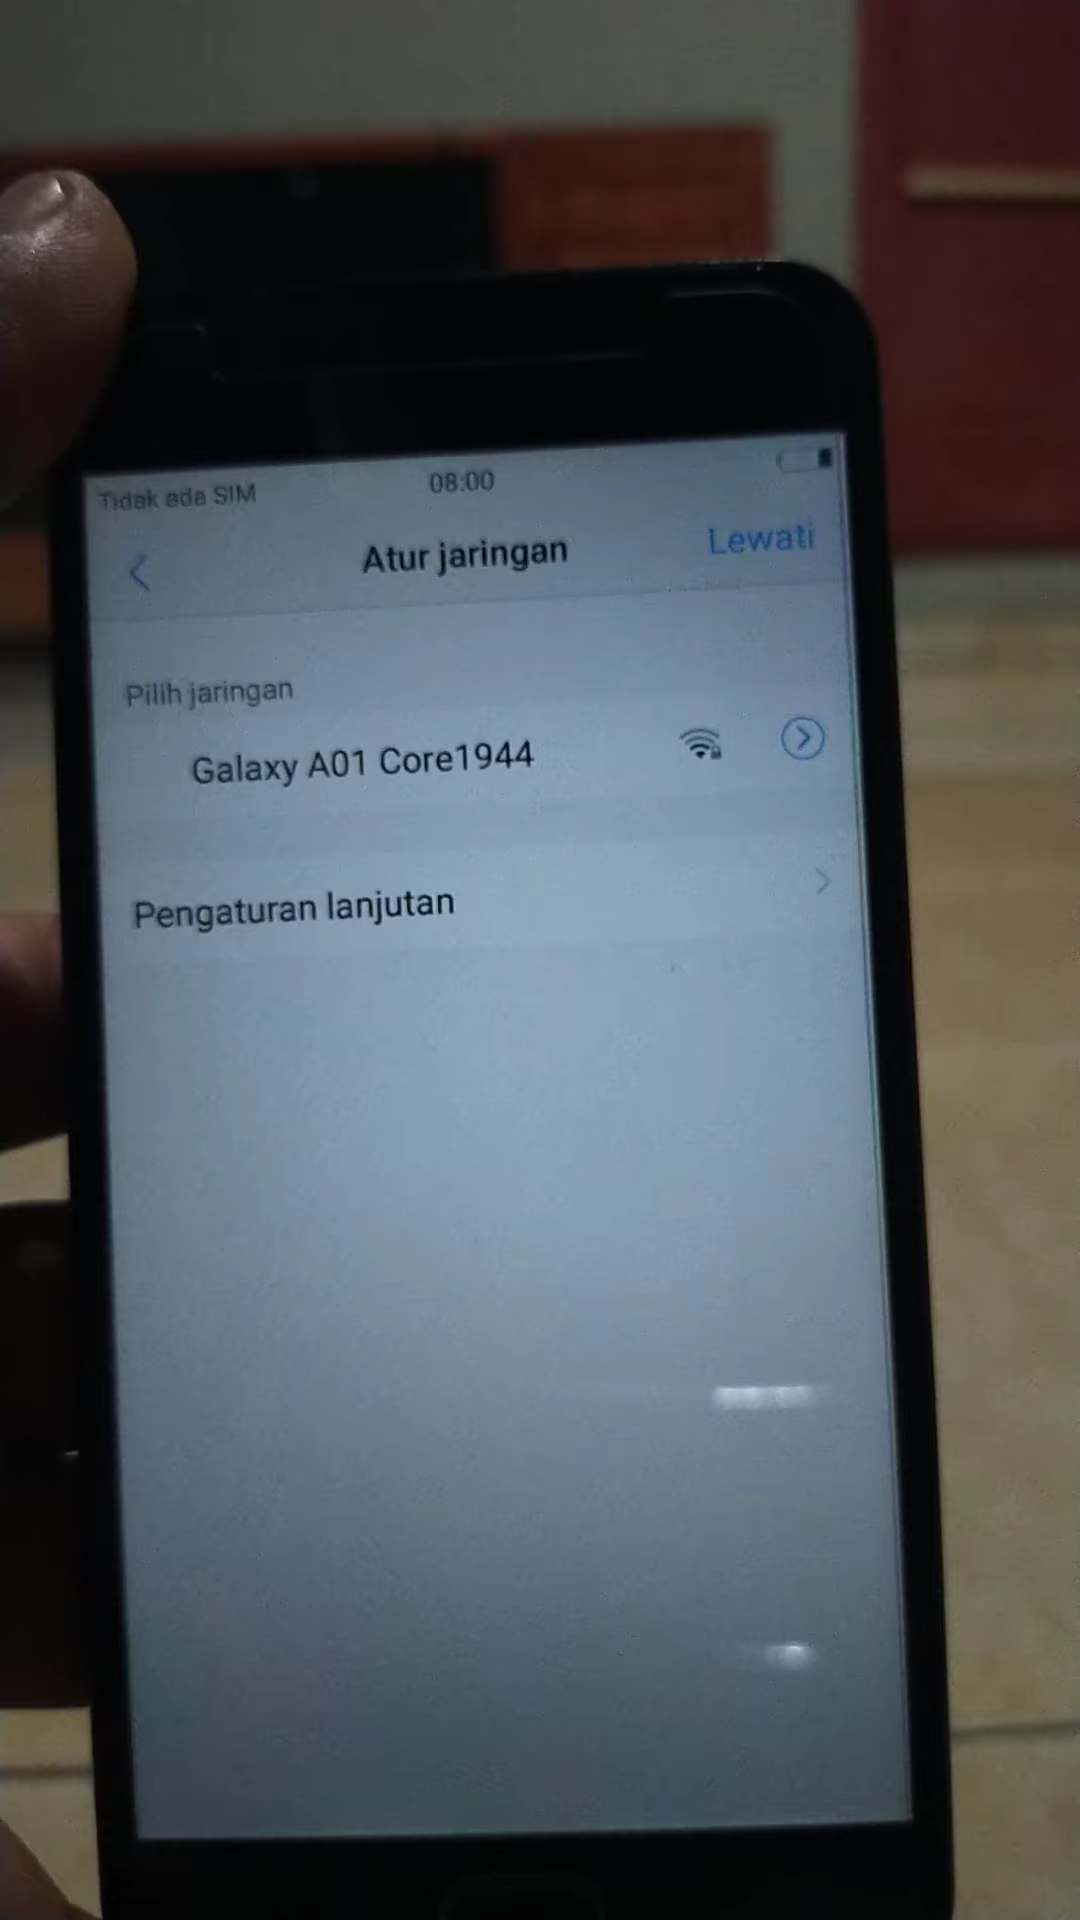 Tidak ada SIM
08:00
Atur jaringan
Lewati
Pilih jaringan
Galaxy A01 Core1944
Pengaturan lanjutan